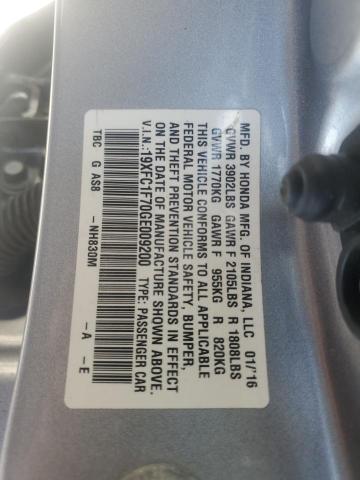 MFD. BY HONDA MFG. OF INDIANA, LLC 01/'16
GVWR 3902LBS GAWR F 2105LBS R 1808LBS
GVWR 1770KG GAWR F 955KG R 820KG
THIS VEHICLE CONFORMS TO ALL APPLICABLE
FEDERAL MOTOR VEHICLE SAFETY, BUMPER,
AND THEFT PREVENTION STANDARDS IN EFFECT
ON THE DATE OF MANUFACTURE SHOWN ABOVE.
V.I.N.: 19XFC1F70GE009200 TYPE: PASSENGER CAR
TBC G AS8 -NH830M -A -E